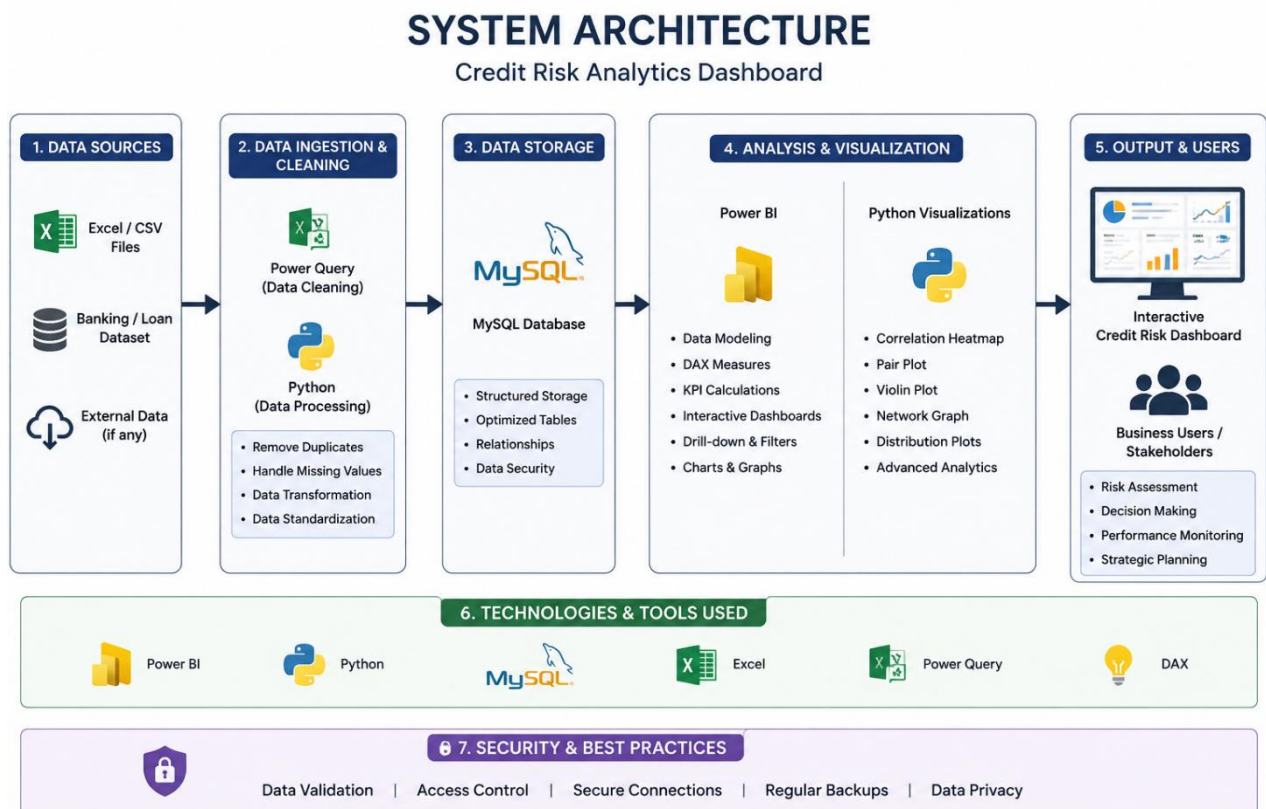 SYSTEM ARCHITECTURE
Credit Risk Analytics Dashboard
1. DATA SOURCES
Excel / CSV
Files
Banking / Loan
Dataset
External Data
(if any)
2. DATA INGESTION &
CLEANING
Power Query
(Data Cleaning)
Python
(Data Processing)
• Remove Duplicates
• Handle Missing Values
• Data Transformation
• Data Standardization
3. DATA STORAGE
MySQL
MySQL Database
• Structured Storage
• Optimized Tables
• Relationships
• Data Security
4. ANALYSIS & VISUALIZATION
Power BI
• Data Modeling
• DAX Measures
• KPI Calculations
• Interactive Dashboards
• Drill-down & Filters
• Charts & Graphs
Python Visualizations
• Correlation Heatmap
• Pair Plot
• Violin Plot
• Network Graph
• Distribution Plots
• Advanced Analytics
5. OUTPUT & USERS
Interactive
Credit Risk Dashboard
Business Users /
Stakeholders
• Risk Assessment
• Decision Making
• Performance Monitoring
• Strategic Planning
6. TECHNOLOGIES & TOOLS USED
Power BI
Python
MySQL
Excel
Power Query
DAX
7. SECURITY & BEST PRACTICES
Data Validation | Access Control | Secure Connections | Regular Backups | Data Privacy